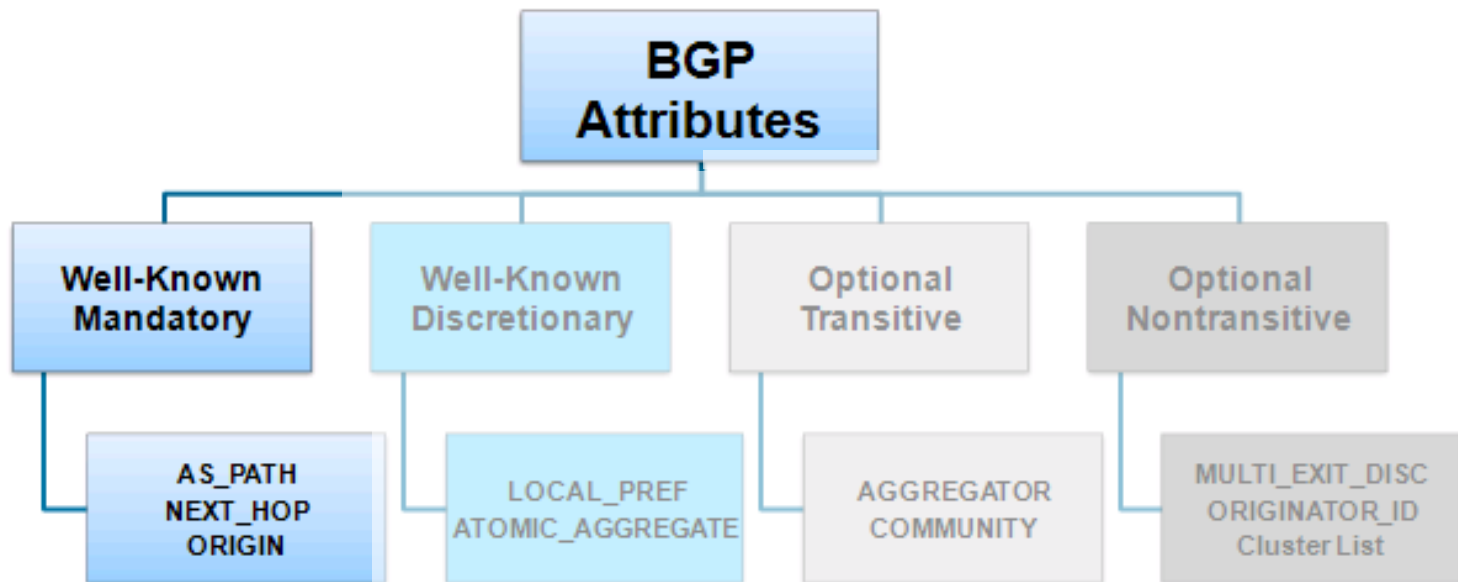 BGP
Attributes
Well-Known
Mandatory
Well-Known
Discretionary
Optional
Transitive
Optional
Nontransitive
AS_PATH
NEXT_HOP
ORIGIN
LOCAL_PREF
ATOMIC_AGGREGATE
AGGREGATOR
COMMUNITY
MULTI_EXIT_DISC
ORIGINATOR_ID
Cluster List